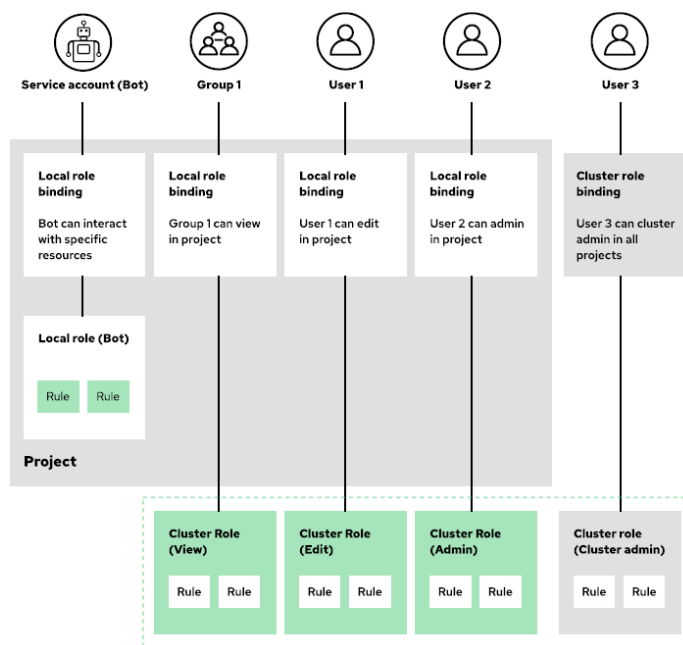 Service account (Bot)
Group 1
User 1
User 2
User 3
Local role
binding
Bot can interact
with specific
resources
Local role
binding
Group 1 can view
in project
Local role
binding
User 1 can edit
in project
Local role
binding
User 2 can admin
in project
Cluster role
binding
User 3 can cluster
admin in all
projects
Local role (Bot)
Rule
Rule
Project
Cluster Role
(View)
Rule
Rule
Cluster Role
(Edit)
Rule
Rule
Cluster Role
(Admin)
Rule
Rule
Cluster role
(Cluster admin)
Rule
Rule